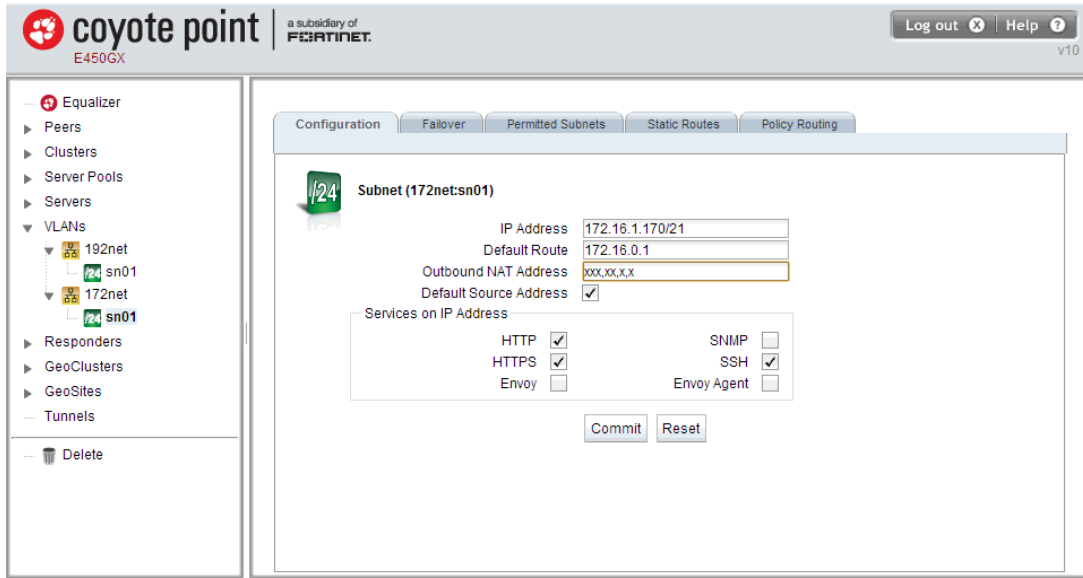 coyote point
a subsidiary of
FORTINET.
E450GX
Log out Help ?
v10
Equalizer
Peers
Clusters
Server Pools
Servers
VLANs
192net
/24 sn01
172net
/24 sn01
Responders
GeoClusters
GeoSites
Tunnels
Delete
Configuration Failover Permitted Subnets Static Routes Policy Routing
/24 Subnet (172net:sn01)
IP Address 172.16.1.170/21
Default Route 172.16.0.1
Outbound NAT Address xxx,xx,x,x
Default Source Address
Services on IP Address
HTTP SNMP
HTTPS SSH
Envoy Envoy Agent
Commit Reset